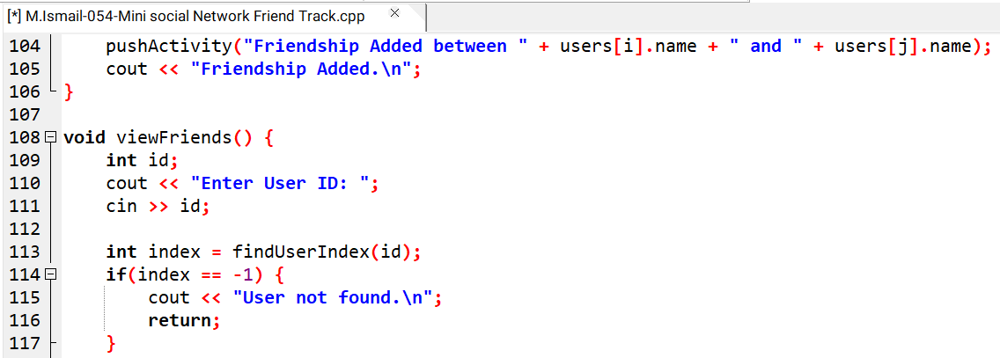 [*] M.Ismail-054-Mini social Network Friend Track.cpp
104 pushActivity("Friendship Added between " + users[i].name + " and " + users[j].name);
105 cout << "Friendship Added.\n";
106 }
107
108 void viewFriends() {
109 int id;
110 cout << "Enter User ID: ";
111 cin >> id;
112
113 int index = findUserIndex(id);
114 if(index == -1) {
115 cout << "User not found.\n";
116 return;
117 }